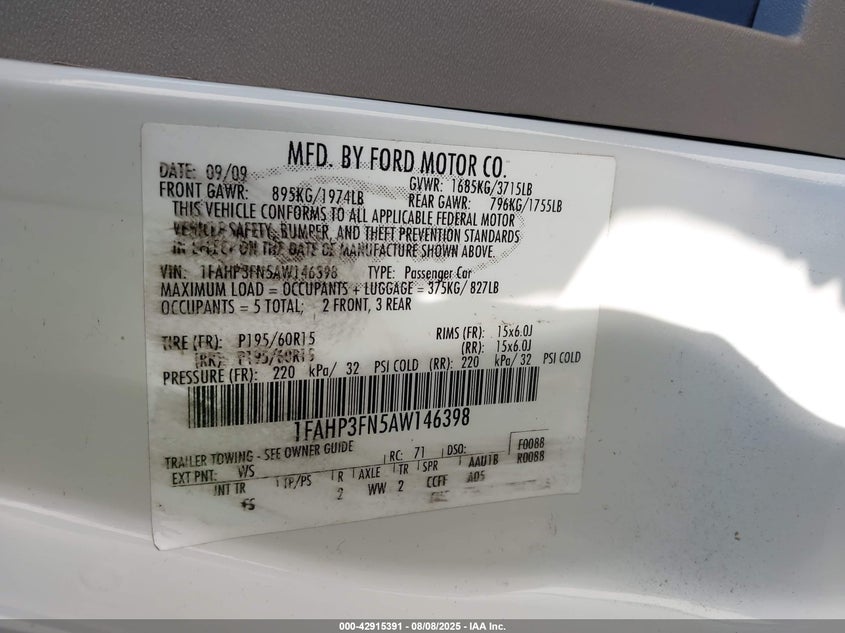 MFD. BY FORD MOTOR CO.
DATE: 09/09
GVWR: 1685KG/3715LB
FRONT GAWR: 895KG/1974LB
REAR GAWR: 796KG/1755LB
THIS VEHICLE CONFORMS TO ALL APPLICABLE FEDERAL MOTOR
VEHICLE SAFETY, BUMPER, AND THEFT PREVENTION STANDARDS
IN EFFECT ON THE DATE OF MANUFACTURE SHOWN ABOVE.
VIN: 1FAHP3FN5AW146398 TYPE: Passenger Car
MAXIMUM LOAD = OCCUPANTS + LUGGAGE = 375KG/ 827LB
OCCUPANTS = 5 TOTAL; 2 FRONT, 3 REAR
TIRE (FR): P195/60R15 RIMS (FR): 15x6.0J
(RR): P195/60R15 (RR): 15x6.0J
PRESSURE (FR): 220 kPa/ 32 PSI COLD (RR): 220 kPa/ 32 PSI COLD
1FAHP3FN5AW146398
TRAILER TOWING - SEE OWNER GUIDE RC: 71 DSO: F0088
EXT PNT: WS R0088
INT TR TP/PS R AXLE TR SPR AAUTB
FS 2 WW 2 CCFF A05
000-42915391 | 08/08/2025 | IAA Inc.